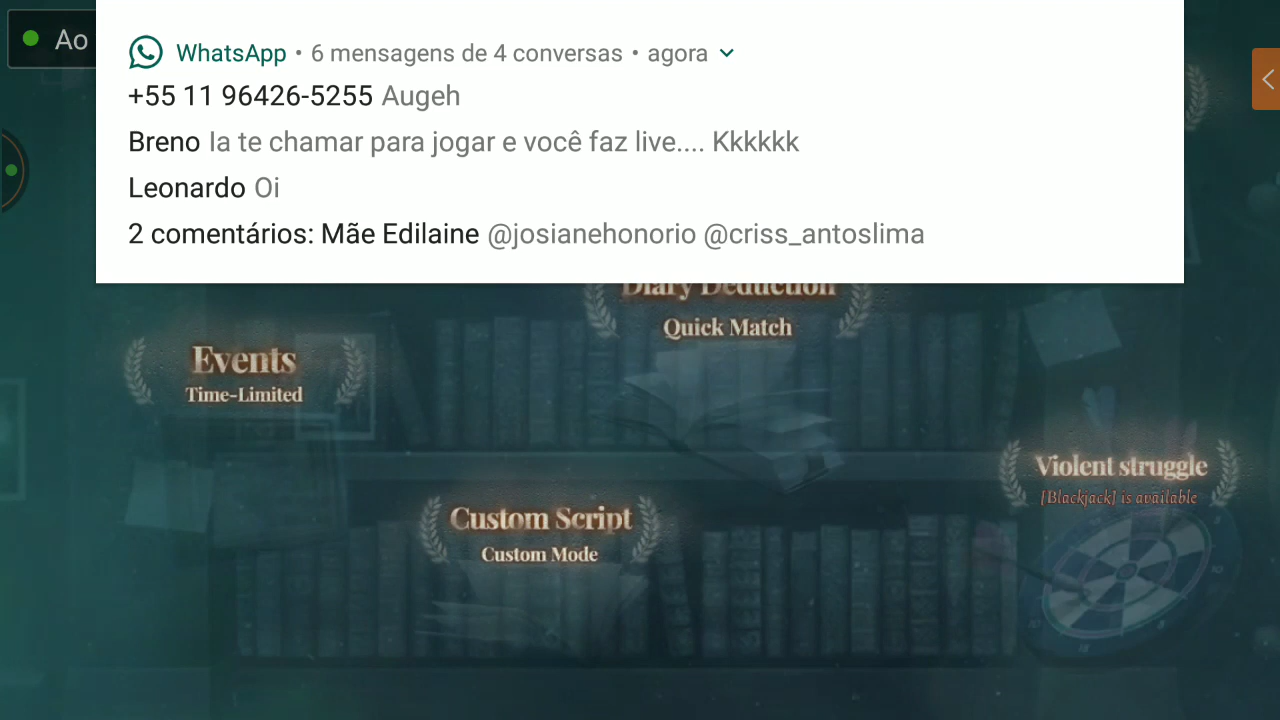 Ao
WhatsApp • 6 mensagens de 4 conversas • agora
+55 11 96426-5255 Augeh
Breno Ia te chamar para jogar e você faz live.... Kkkkkk
Leonardo Oi
2 comentários: Mãe Edilaine @josianehonorio @criss_antoslima
Diary Deduction
Quick Match
Events
Time-Limited
Violent struggle
[Blackjack] is available
Custom Script
Custom Mode